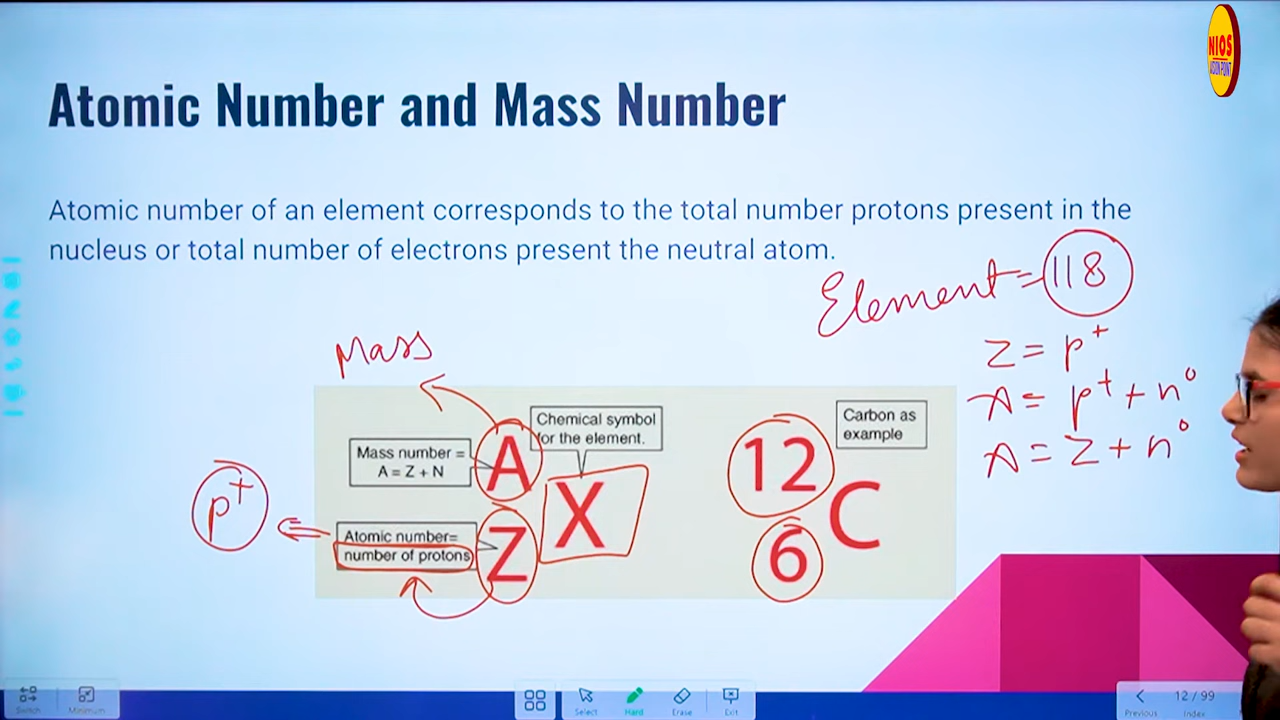 NIOS
VISION POINT
Atomic Number and Mass Number
Atomic number of an element corresponds to the total number protons present in the
nucleus or total number of electrons present the neutral atom.
Element = 118
Z = p⁺
A = p⁺ + n⁰
A = Z + n⁰
Mass
Mass number =
A = Z + N
A
Chemical symbol
for the element.
X
p⁺
Atomic number=
number of protons
Z
12
6
C
Carbon as
example
Switch
Minimum
Select
Hard
Erase
Exit
Previous
12 / 99
Index